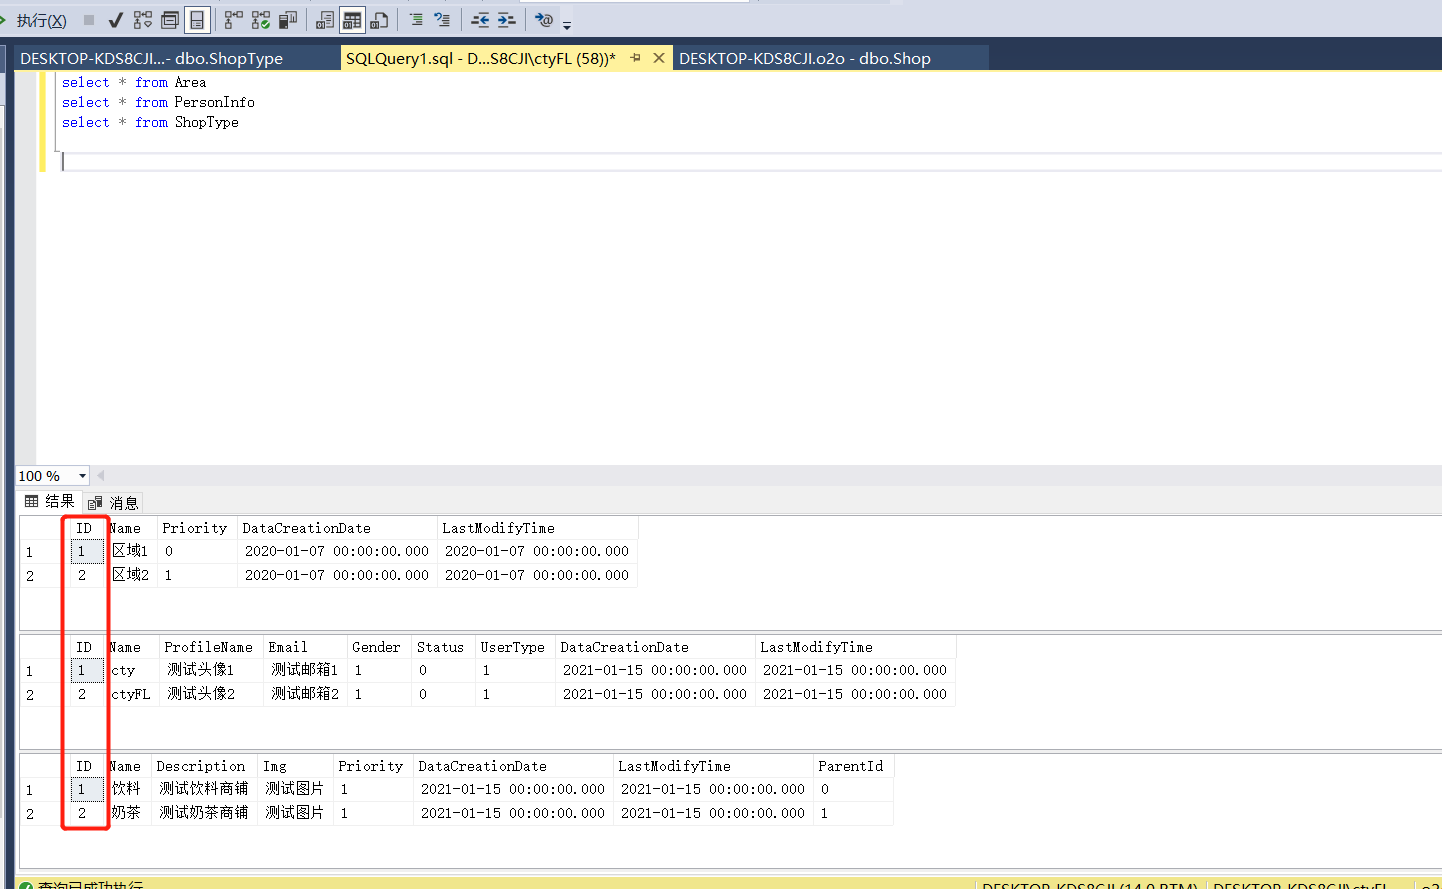 执行(X)
DESKTOP-KDS8CJI...- dbo.ShopType SQLQuery1.sql - D...S8CJI\ctyFL (58))* DESKTOP-KDS8CJI.o2o - dbo.Shop
select * from Area
select * from PersonInfo
select * from ShopType
100 %
结果 消息
ID Name Priority DataCreationDate LastModifyTime
1 1 区域1 0 2020-01-07 00:00:00.000 2020-01-07 00:00:00.000
2 2 区域2 1 2020-01-07 00:00:00.000 2020-01-07 00:00:00.000
ID Name ProfileName Email Gender Status UserType DataCreationDate LastModifyTime
1 1 cty 测试头像1 测试邮箱1 1 0 1 2021-01-15 00:00:00.000 2021-01-15 00:00:00.000
2 2 ctyFL 测试头像2 测试邮箱2 1 0 1 2021-01-15 00:00:00.000 2021-01-15 00:00:00.000
ID Name Description Img Priority DataCreationDate LastModifyTime ParentId
1 1 饮料 测试饮料商铺 测试图片 1 2021-01-15 00:00:00.000 2021-01-15 00:00:00.000 0
2 2 奶茶 测试奶茶商铺 测试图片 1 2021-01-15 00:00:00.000 2021-01-15 00:00:00.000 1
查询已成功执行 DESKTOP-KDS8CJI (14.0 RTM) DESKTOP-KDS8CJI\ctyFL